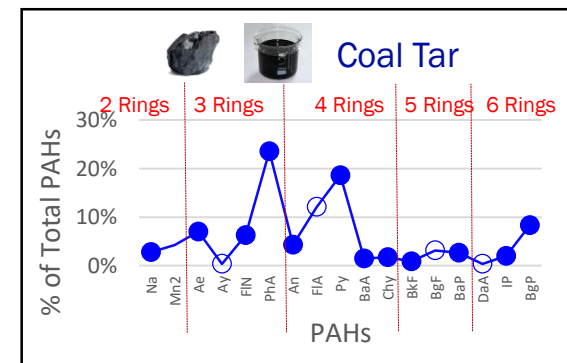 Coal Tar
2 Rings 3 Rings 4 Rings 5 Rings 6 Rings
30%
20%
10%
0%
% of Total PAHs
Na Mn2 Ae Ay FlN PhA An FlA Py BaA Chy BkF BgF BaP DaA IP BgP
PAHs